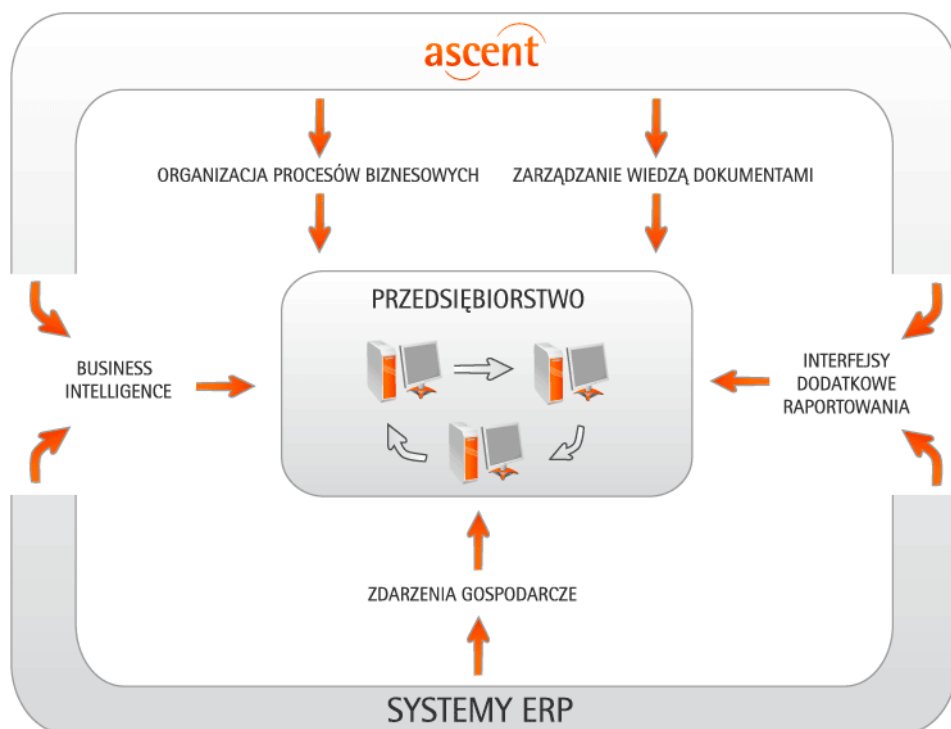 ascent
ORGANIZACJA PROCESÓW BIZNESOWYCH
ZARZĄDZANIE WIEDZĄ DOKUMENTAMI
PRZEDSIĘBIORSTWO
BUSINESS
INTELLIGENCE
INTERFEJSY
DODATKOWE
RAPORTOWANIA
ZDARZENIA GOSPODARCZE
SYSTEMY ERP